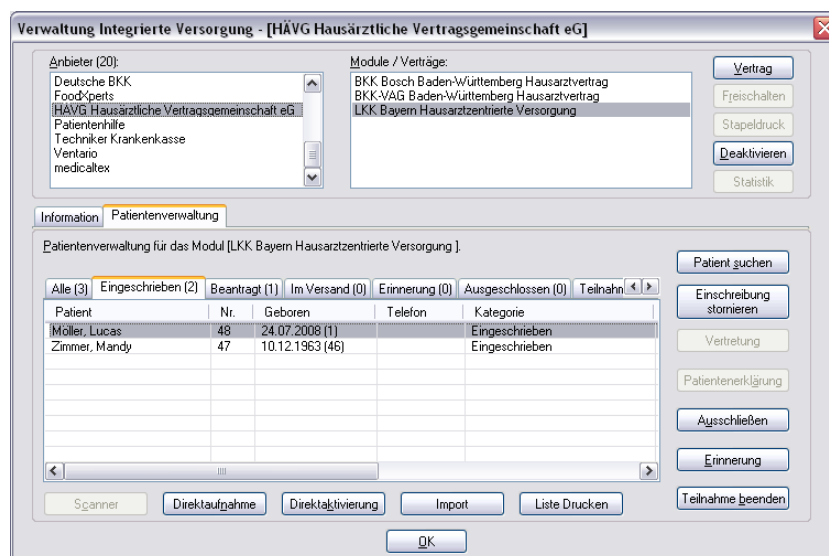 Verwaltung Integrierte Versorgung - [HÄVG Hausärztliche Vertragsgemeinschaft eG]
Anbieter (20):
Deutsche BKK
FoodXperts
HÄVG Hausärztliche Vertragsgemeinschaft eG
Patientenhilfe
Techniker Krankenkasse
Ventario
medicaltex
Module / Verträge:
BKK Bosch Baden-Württemberg Hausarztvertrag
BKK-VAG Baden-Württemberg Hausarztvertrag
LKK Bayern Hausarztzentrierte Versorgung
Vertrag
Freischalten
Stapeldruck
Deaktivieren
Statistik
Information Patientenverwaltung
Patientenverwaltung für das Modul [LKK Bayern Hausarztzentrierte Versorgung ].
Alle (3) Eingeschrieben (2) Beantragt (1) Im Versand (0) Erinnerung (0) Ausgeschlossen (0) Teilnahm
Patient Nr. Geboren Telefon Kategorie
Möller, Lucas 48 24.07.2008 (1) Eingeschrieben
Zimmer, Mandy 47 10.12.1963 (46) Eingeschrieben
Patient suchen
Einschreibung
stornieren
Vertretung
Patientenerklärung
Ausschließen
Erinnerung
Teilnahme beenden
Scanner Direktaufnahme Direktaktivierung Import Liste Drucken
OK